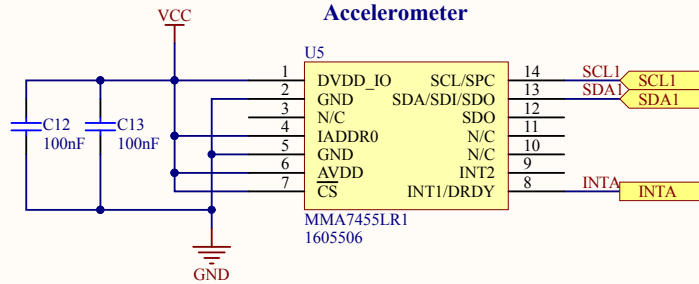 Accelerometer
VCC
U5
1 DVDD_IO SCL/SPC 14 SCL1 SCL1
2 GND SDA/SDI/SDO 13 SDA1 SDA1
3 N/C SDO 12
4 IADDR0 N/C 11
5 GND N/C 10
6 AVDD INT2 9
7 CS INT1/DRDY 8 INTA INTA
C12
100nF
C13
100nF
MMA7455LR1
1605506
GND